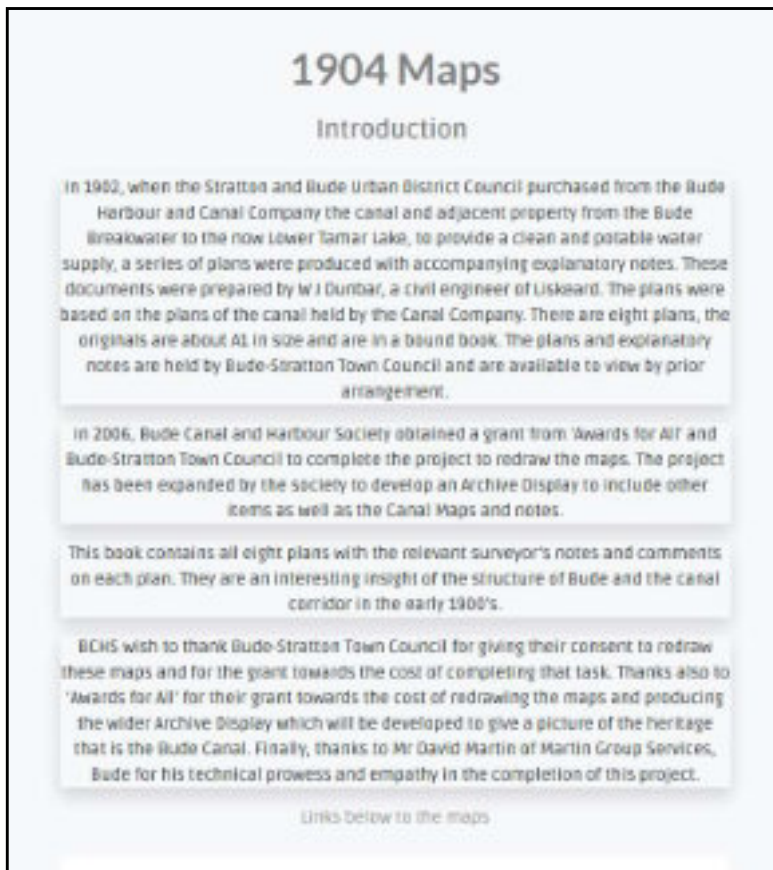 1904 Maps
Introduction
In 1902, when the Stratton and Bude Urban District Council purchased from the Bude
Harbour and Canal Company the canal and adjacent property from the Bude
Breakwater to the now Lower Tamar Lake, to provide a clean and potable water
supply, a series of plans were produced with accompanying explanatory notes. These
documents were prepared by W J Dunbar, a civil engineer of Liskeard. The plans were
based on the plans of the canal held by the Canal Company. There are eight plans, the
originals are about A1 in size and are in a bound book. The plans and explanatory
notes are held by Bude-Stratton Town Council and are available to view by prior
arrangement.
In 2006, Bude Canal and Harbour Society obtained a grant from 'Awards for All' and
Bude-Stratton Town Council to complete the project to redraw the maps. The project
has been expanded by the society to develop an Archive Display to include other
items as well as the Canal Maps and notes.
This book contains all eight plans with the relevant surveyor's notes and comments
on each plan. They are an interesting insight of the structure of Bude and the canal
corridor in the early 1900's.
BCHS wish to thank Bude-Stratton Town Council for giving their consent to redraw
these maps and for the grant towards the cost of completing that task. Thanks also to
'Awards for All' for their grant towards the cost of redrawing the maps and producing
the wider Archive Display which will be developed to give a picture of the heritage
that is the Bude Canal. Finally, thanks to Mr David Martin of Martin Group Services,
Bude for his technical prowess and empathy in the completion of this project.
Links below to the maps